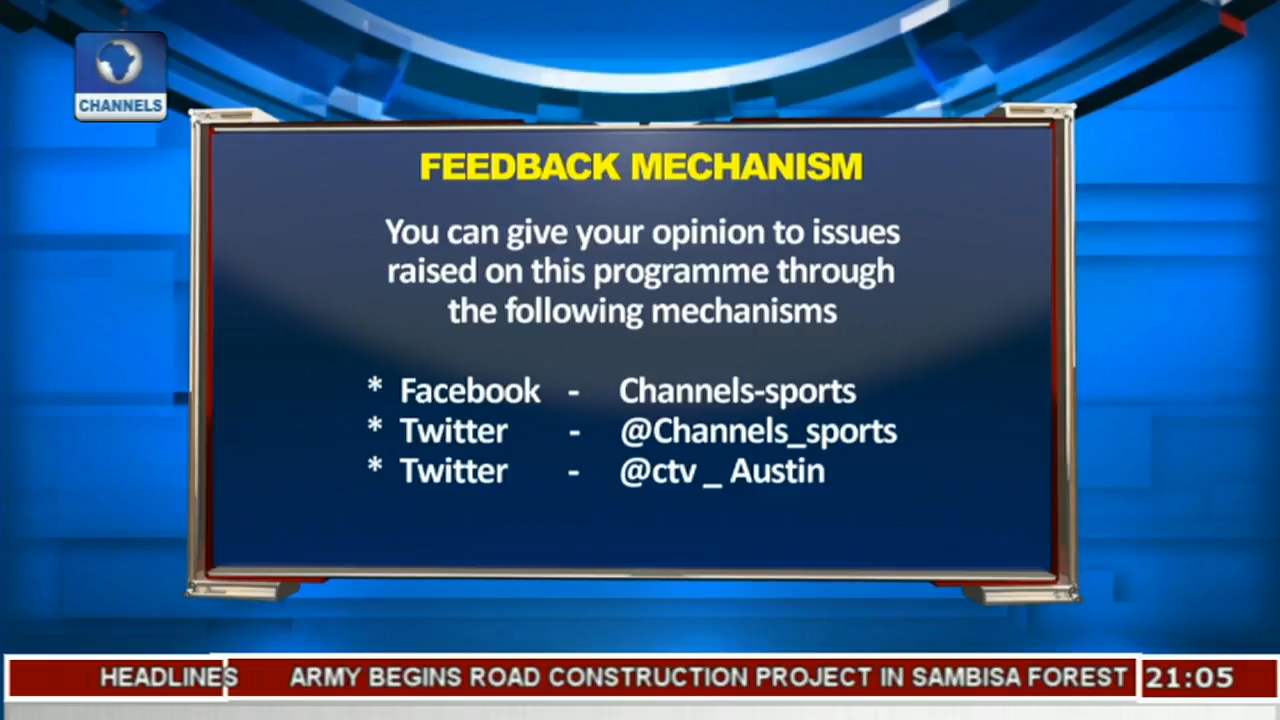 CHANNELS
FEEDBACK MECHANISM
You can give your opinion to issues
raised on this programme through
the following mechanisms
* Facebook - Channels-sports
* Twitter - @Channels_sports
* Twitter - @ctv _ Austin
HEADLINES ARMY BEGINS ROAD CONSTRUCTION PROJECT IN SAMBISA FOREST 21:05